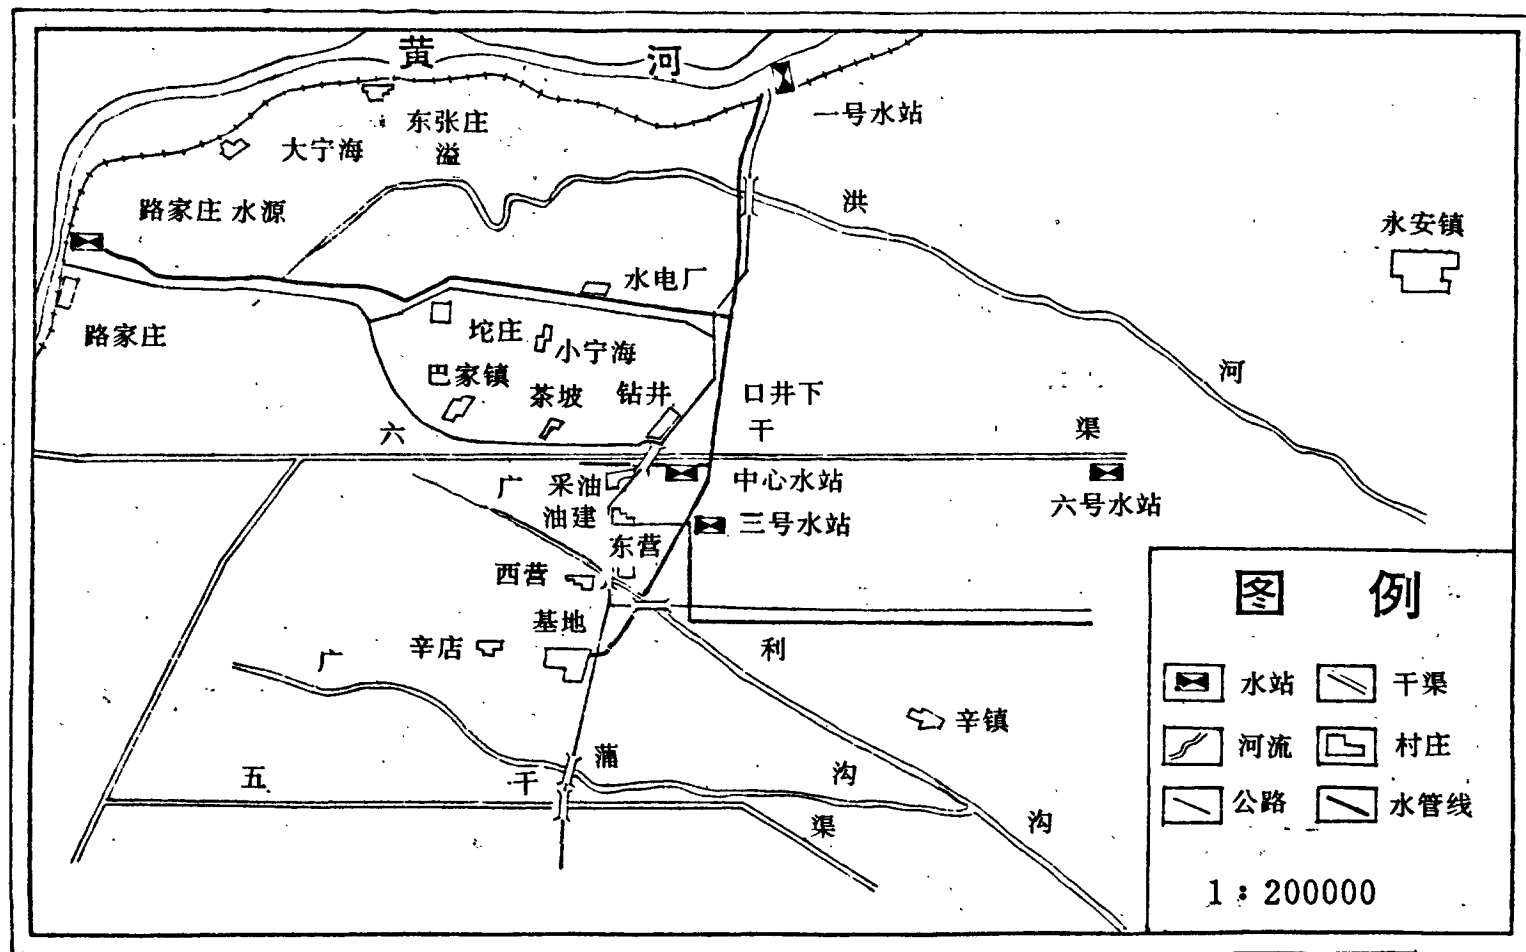 黄河
一号水站
东张庄
大宁海
溢洪河
路家庄 水源
永安镇
水电厂
路家庄
坨庄
小宁海
巴家镇
茶坡
钻井
口井下
六干渠
采油
中心水站
六号水站
油建
三号水站
东营
西营
基地
辛店
广利沟
辛镇
广蒲沟
五干渠
图 例
水站
干渠
河流
村庄
公路
水管线
1:200000